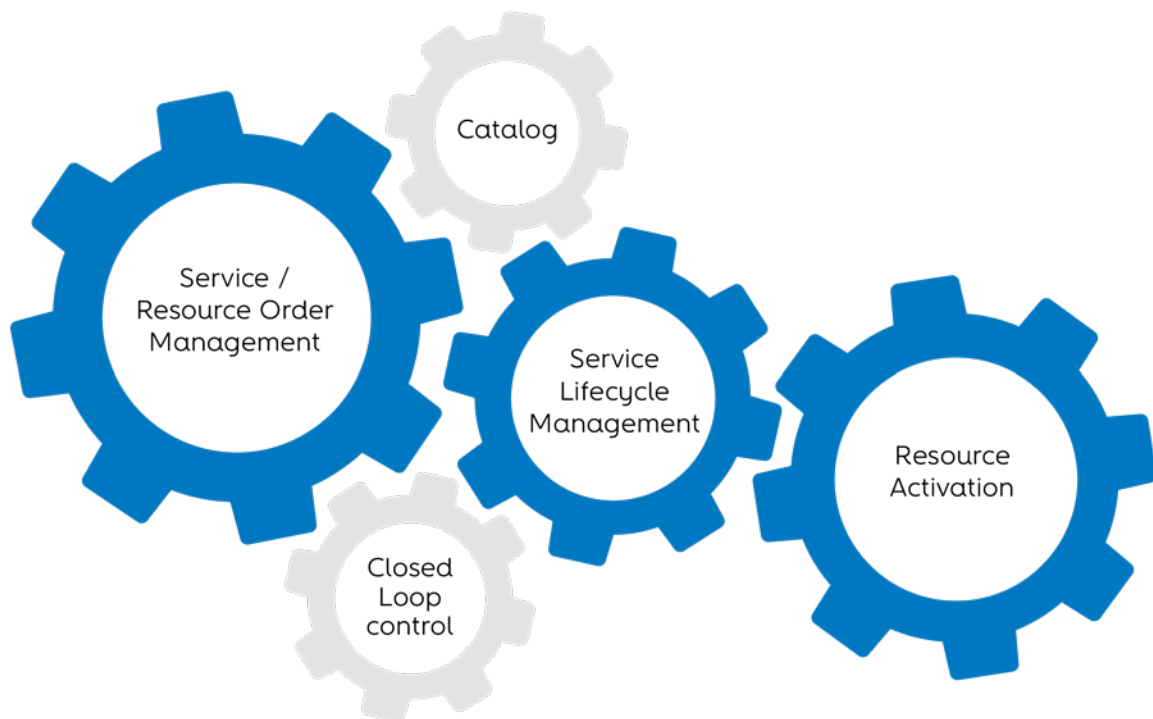 Catalog
Service /
Resource Order
Management
Service
Lifecycle
Management
Resource
Activation
Closed
Loop
control